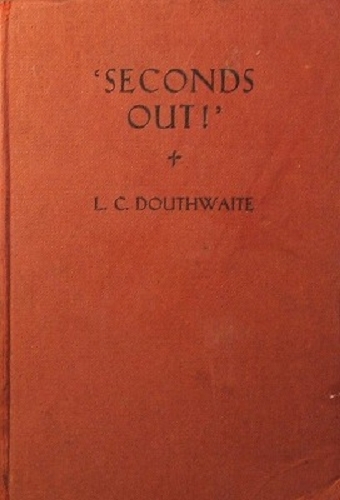 ‘SECONDS
OUT!’
L. C. DOUTHWAITE